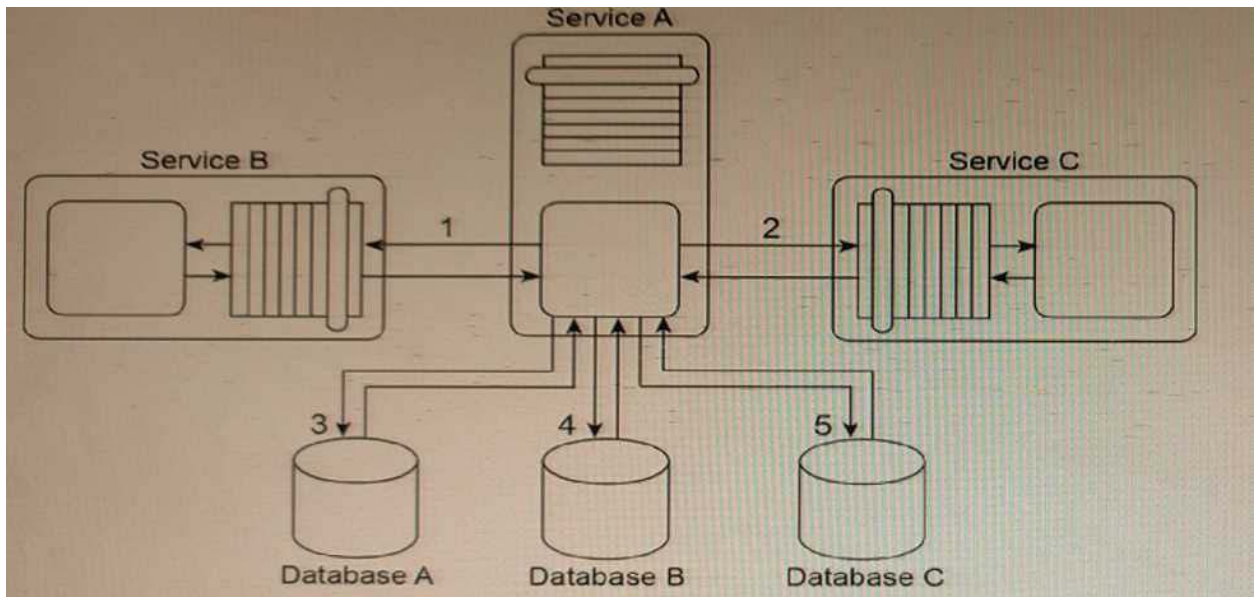 Service A
Service B
Service C
1
2
3
4
5
Database A
Database B
Database C